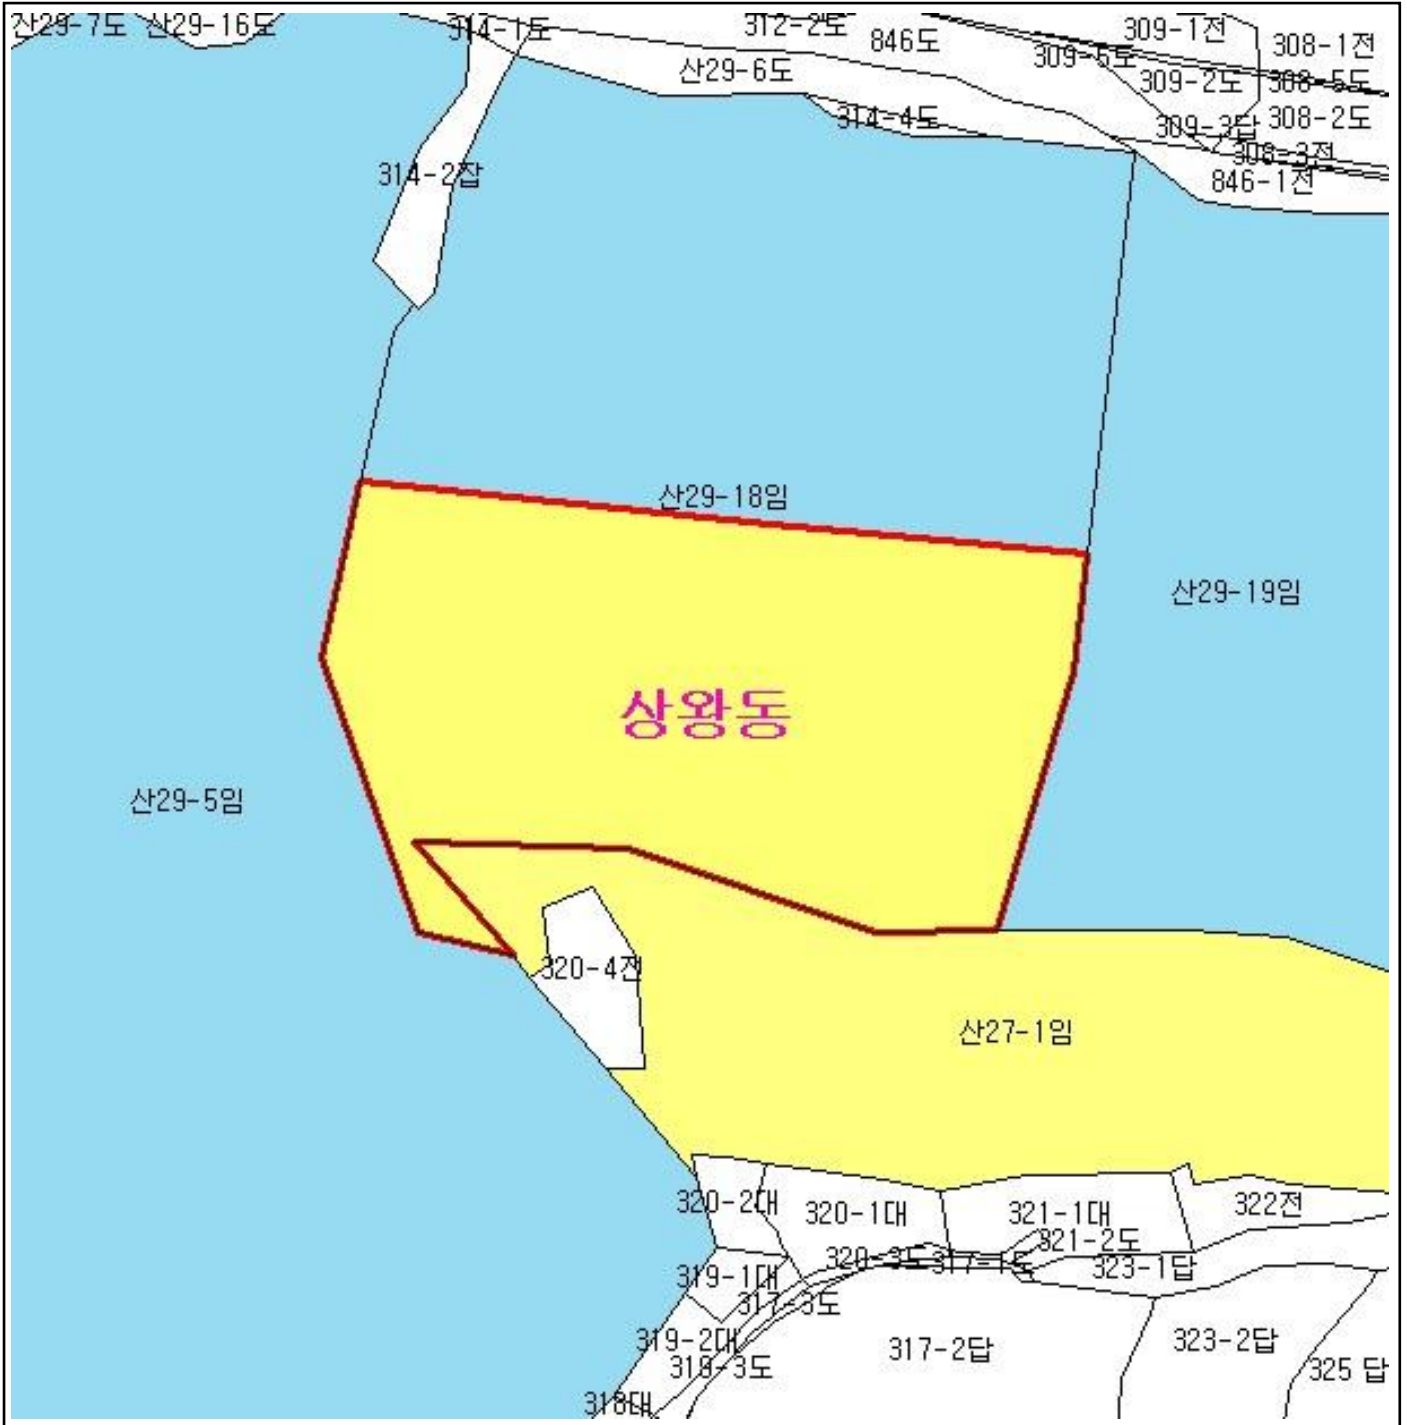 산29-7도
산29-16도
314-1도
312-2도
846도
309-5도
309-1전
308-1전
산29-6도
309-2도
308-5도
314-4도
309-3답
308-2도
308-3전
314-2잡
846-1전
산29-18임
산29-19임
상왕동
산29-5임
320-4전
산27-1임
320-2대
320-1대
321-1대
322전
321-2도
320-3도
317-1도
323-1답
319-1대
317-3도
319-2대
317-2답
323-2답
319-3도
325 답
318대